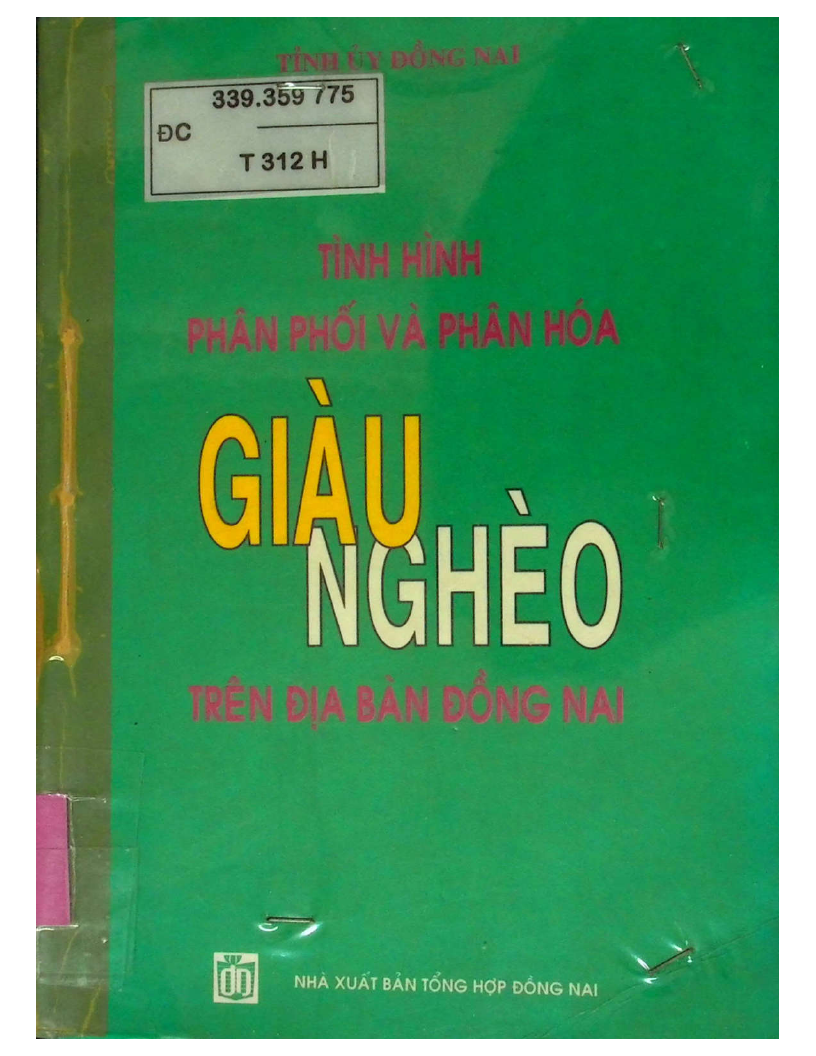 TỈNH ỦY ĐỒNG NAI
339.359 775
ĐC
T 312 H
TÌNH HÌNH
PHÂN PHỐI VÀ PHÂN HÓA
GIÀU
NGHÈO
TRÊN ĐỊA BÀN ĐỒNG NAI
NHÀ XUẤT BẢN TỔNG HỢP ĐỒNG NAI